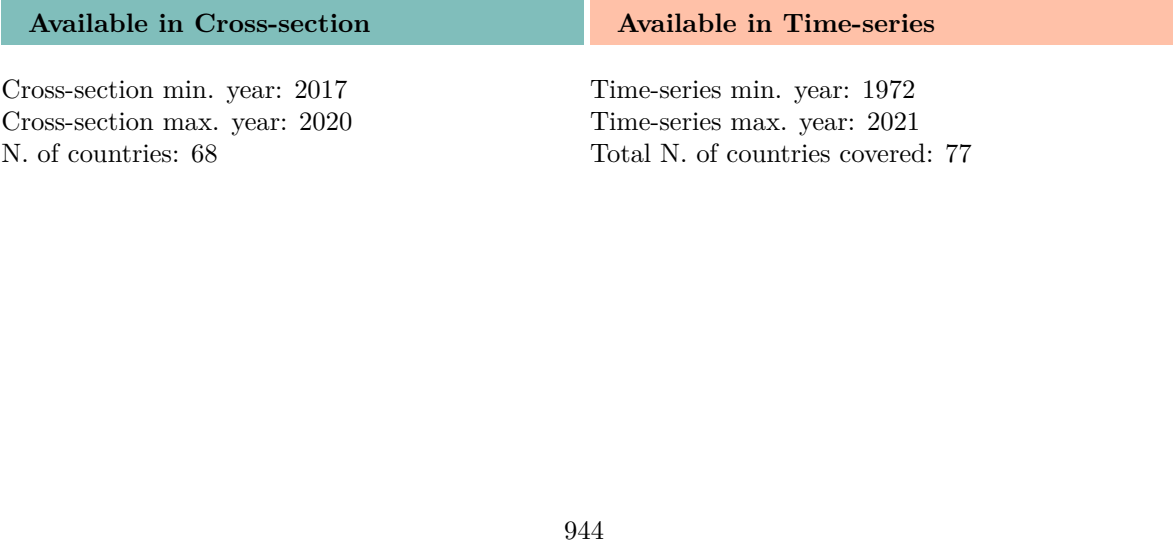 Available in Cross-section
Cross-section min. year: 2017
Cross-section max. year: 2020
N. of countries: 68
Available in Time-series
Time-series min. year: 1972
Time-series max. year: 2021
Total N. of countries covered: 77
944